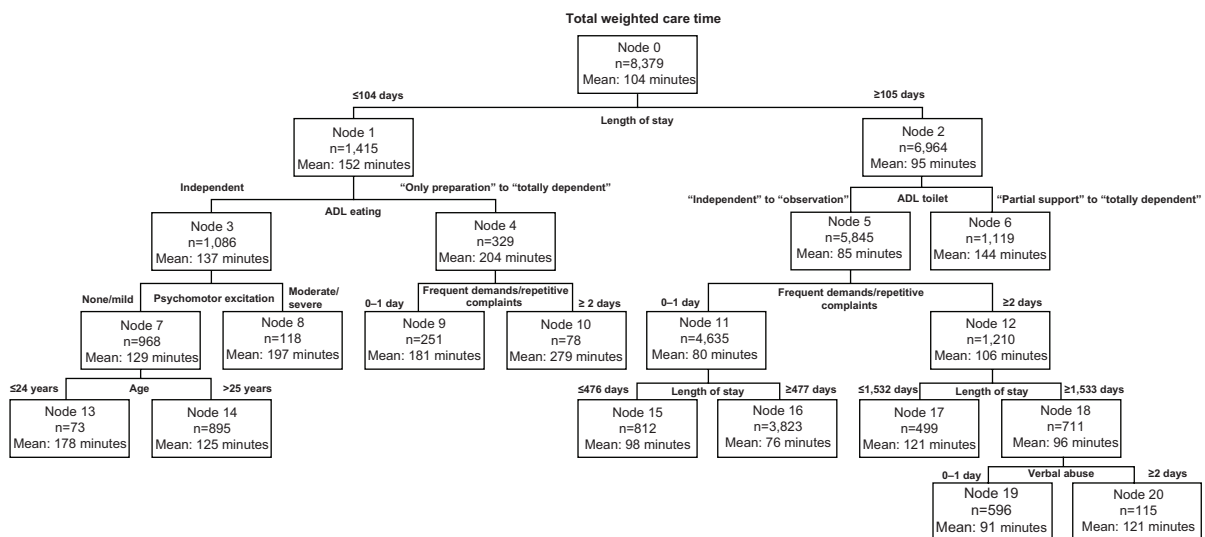 Total weighted care time
Node 0
n=8,379
Mean: 104 minutes
≤104 days
≥105 days
Length of stay
Node 1
n=1,415
Mean: 152 minutes
Node 2
n=6,964
Mean: 95 minutes
Independent
“Only preparation” to “totally dependent”
ADL eating
“Independent” to “observation”
ADL toilet
“Partial support” to “totally dependent”
Node 3
n=1,086
Mean: 137 minutes
Node 4
n=329
Mean: 204 minutes
Node 5
n=5,845
Mean: 85 minutes
Node 6
n=1,119
Mean: 144 minutes
None/mild
Psychomotor excitation
Moderate/
severe
0–1 day
Frequent demands/repetitive
complaints
≥ 2 days
0–1 day
Frequent demands/repetitive
complaints
≥2 days
Node 7
n=968
Mean: 129 minutes
Node 8
n=118
Mean: 197 minutes
Node 9
n=251
Mean: 181 minutes
Node 10
n=78
Mean: 279 minutes
Node 11
n=4,635
Mean: 80 minutes
Node 12
n=1,210
Mean: 106 minutes
≤24 years
Age
>25 years
≤476 days
Length of stay
≥477 days
≤1,532 days
Length of stay
≥1,533 days
Node 13
n=73
Mean: 178 minutes
Node 14
n=895
Mean: 125 minutes
Node 15
n=812
Mean: 98 minutes
Node 16
n=3,823
Mean: 76 minutes
Node 17
n=499
Mean: 121 minutes
Node 18
n=711
Mean: 96 minutes
0–1 day
Verbal abuse
≥2 days
Node 19
n=596
Mean: 91 minutes
Node 20
n=115
Mean: 121 minutes